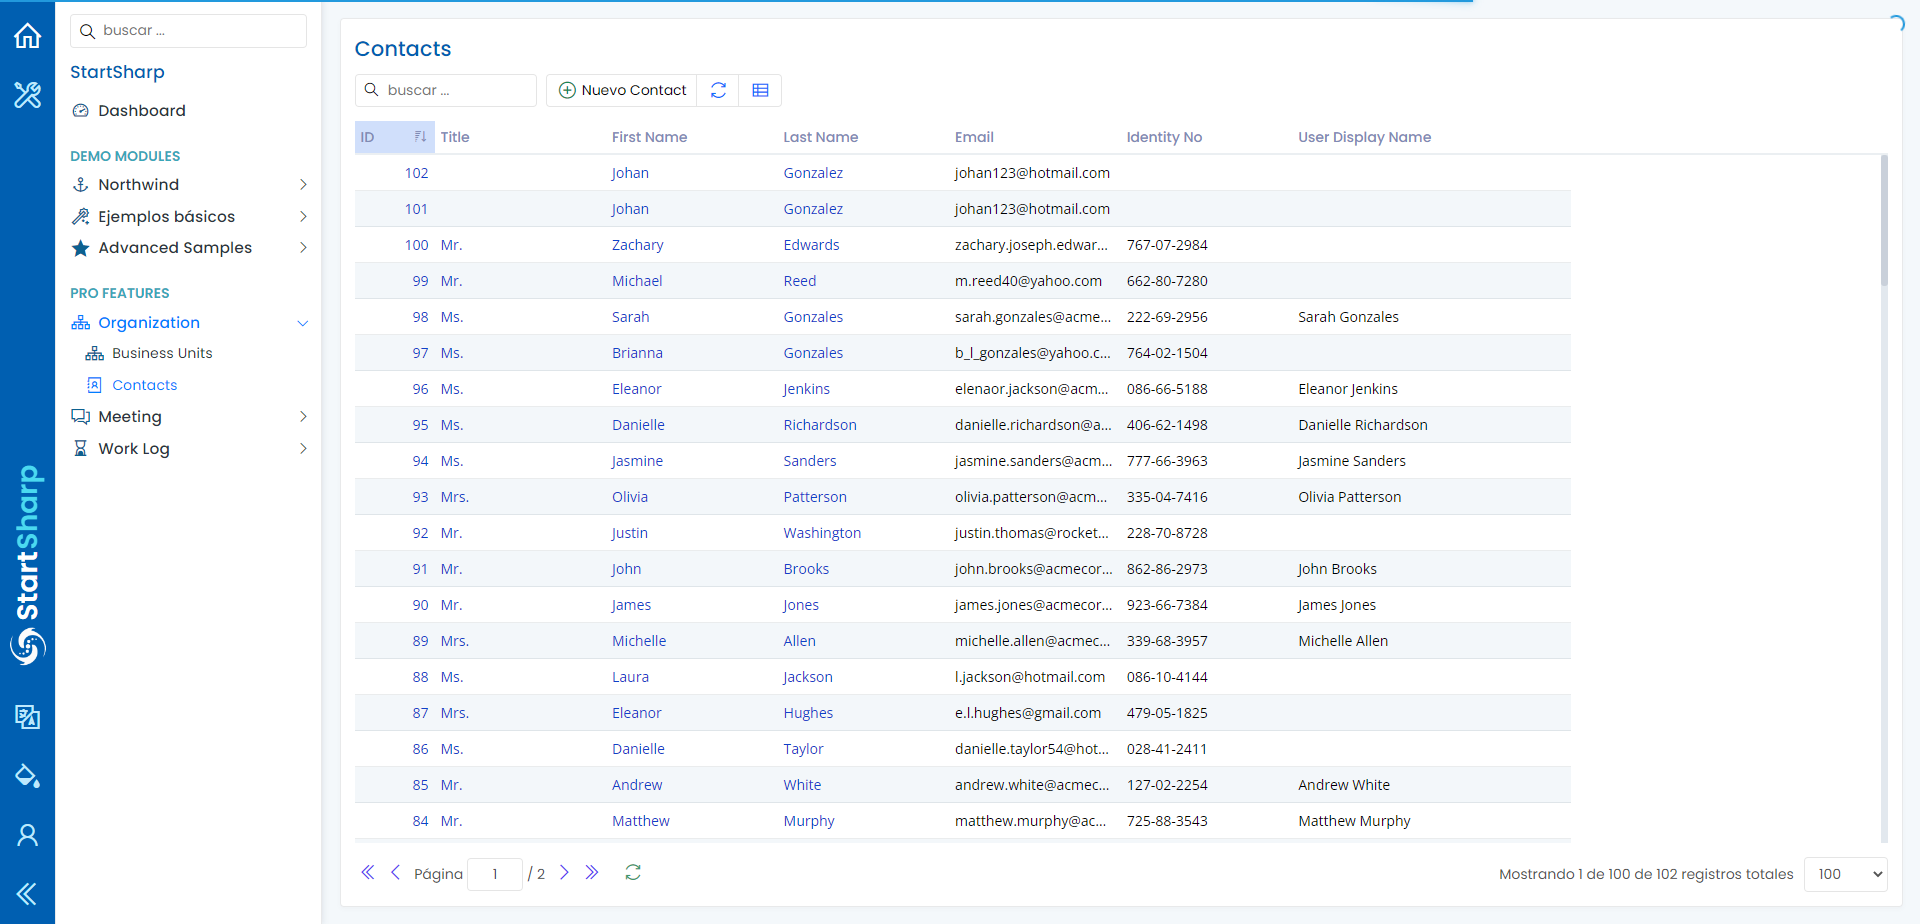 buscar ...
StartSharp
Dashboard
DEMO MODULES
Northwind
Ejemplos básicos
Advanced Samples
PRO FEATURES
Organization
Business Units
Contacts
Meeting
Work Log
StartSharp
Contacts
buscar ...
Nuevo Contact
ID Title First Name Last Name Email Identity No User Display Name
102 Johan Gonzalez johan123@hotmail.com
101 Johan Gonzalez johan123@hotmail.com
100 Mr. Zachary Edwards zachary.joseph.edwar... 767-07-2984
99 Mr. Michael Reed m.reed40@yahoo.com 662-80-7280
98 Ms. Sarah Gonzales sarah.gonzales@acme... 222-69-2956 Sarah Gonzales
97 Ms. Brianna Gonzales b_l_gonzales@yahoo.c... 764-02-1504
96 Ms. Eleanor Jenkins elenaor.jackson@acm... 086-66-5188 Eleanor Jenkins
95 Ms. Danielle Richardson danielle.richardson@a... 406-62-1498 Danielle Richardson
94 Ms. Jasmine Sanders jasmine.sanders@acm... 777-66-3963 Jasmine Sanders
93 Mrs. Olivia Patterson olivia.patterson@acm... 335-04-7416 Olivia Patterson
92 Mr. Justin Washington justin.thomas@rocket... 228-70-8728
91 Mr. John Brooks john.brooks@acmecor... 862-86-2973 John Brooks
90 Mr. James Jones james.jones@acmecor... 923-66-7384 James Jones
89 Mrs. Michelle Allen michelle.allen@acmec... 339-68-3957 Michelle Allen
88 Ms. Laura Jackson l.jackson@hotmail.com 086-10-4144
87 Mrs. Eleanor Hughes e.l.hughes@gmail.com 479-05-1825
86 Ms. Danielle Taylor danielle.taylor54@hot... 028-41-2411
85 Mr. Andrew White andrew.white@acmec... 127-02-2254 Andrew White
84 Mr. Matthew Murphy matthew.murphy@ac... 725-88-3543 Matthew Murphy
Página 1 / 2
Mostrando 1 de 100 de 102 registros totales 100